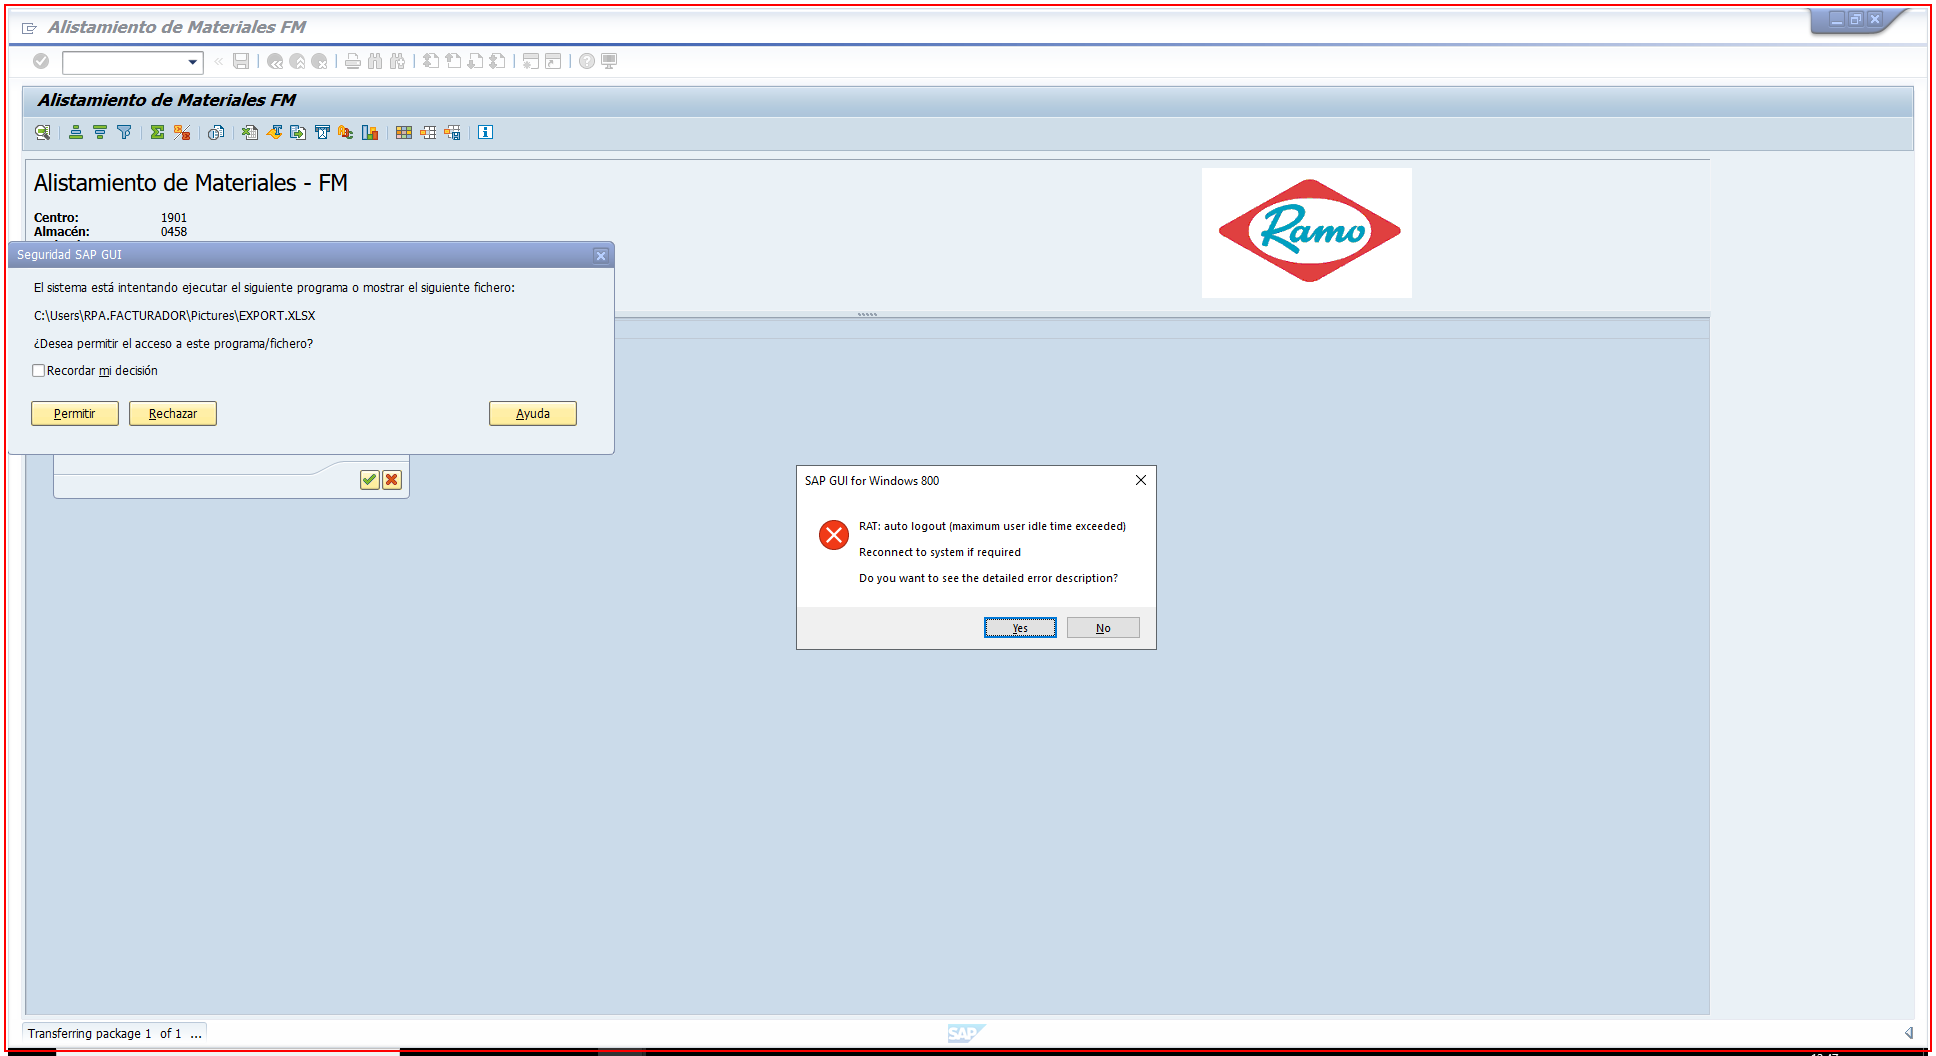 Alistamiento de Materiales FM
Alistamiento de Materiales FM
Alistamiento de Materiales - FM
Centro: 1901
Almacén: 0458
Ramo
Seguridad SAP GUI
El sistema está intentando ejecutar el siguiente programa o mostrar el siguiente fichero:
C:\Users\RPA.FACTURADOR\Pictures\EXPORT.XLSX
¿Desea permitir el acceso a este programa/fichero?
Recordar mi decisión
Permitir Rechazar Ayuda
SAP GUI for Windows 800
RAT: auto logout (maximum user idle time exceeded)
Reconnect to system if required
Do you want to see the detailed error description?
Yes No
Transferring package 1 of 1 ...
SAP